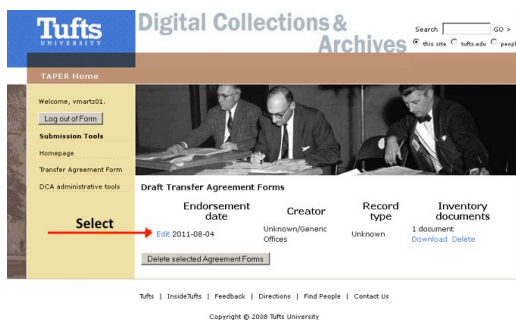 Tufts
UNIVERSITY
Digital Collections &
Archives
Search GO >
this site tufts.edu peopl
TAPER Home
Welcome, vmartz01.
Log out of Form
Submission Tools
Homepage
Transfer Agreement Form
DCA administrative tools
Draft Transfer Agreement Forms
Endorsement date Creator Record type Inventory documents
Select
Edit 2011-08-04 Unknown/Generic Offices Unknown 1 document
Download Delete
Delete selected Agreement Forms
Tufts | InsideTufts | Feedback | Directions | Find People | Contact Us
Copyright © 2008 Tufts University